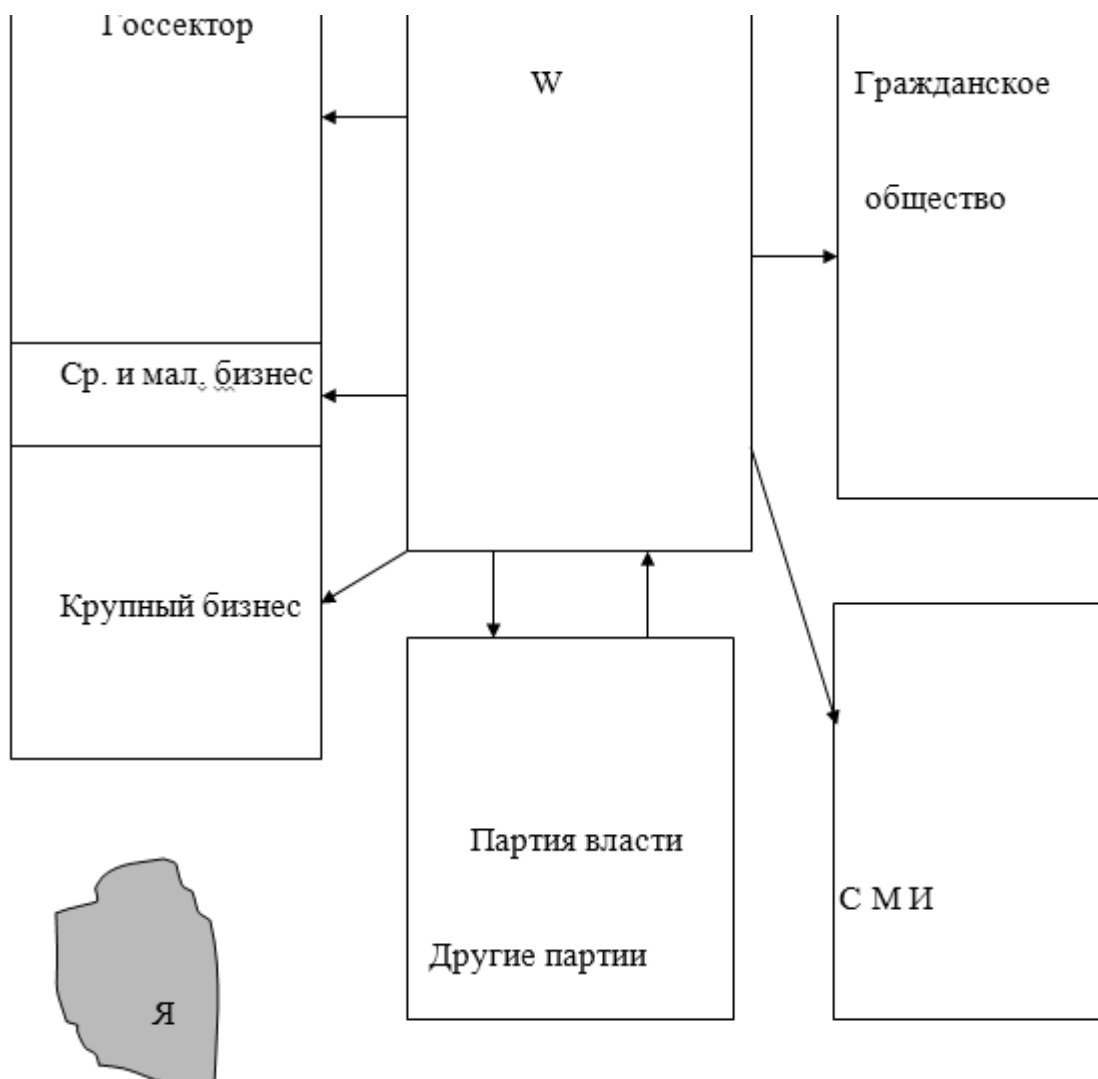 Госсектор
W
Гражданское
общество
Ср. и мал. бизнес
Крупный бизнес
Партия власти
С М И
Другие партии
Я